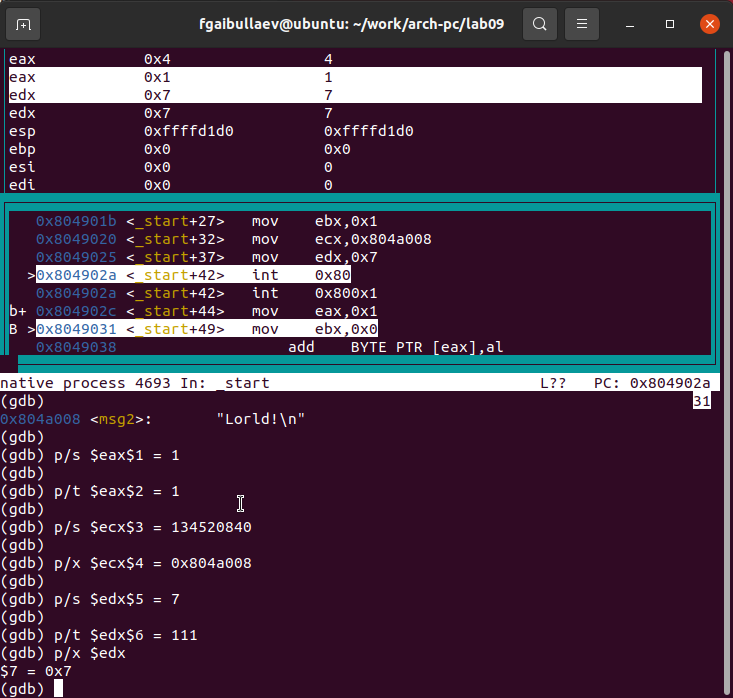 fgaibullaev@ubuntu: ~/work/arch-pc/lab09
eax 0x4 4
eax 0x1 1
edx 0x7 7
edx 0x7 7
esp 0xffffd1d0 0xffffd1d0
ebp 0x0 0x0
esi 0x0 0
edi 0x0 0
0x804901b <_start+27> mov ebx,0x1
0x8049020 <_start+32> mov ecx,0x804a008
0x8049025 <_start+37> mov edx,0x7
>0x804902a <_start+42> int 0x80
0x804902a <_start+42> int 0x800x1
b+ 0x804902c <_start+44> mov eax,0x1
B >0x8049031 <_start+49> mov ebx,0x0
0x8049038 add BYTE PTR [eax],al
native process 4693 In: _start L?? PC: 0x804902a
(gdb) 31
0x804a008 <msg2>: "Lorld!\n"
(gdb)
(gdb) p/s $eax$1 = 1
(gdb)
(gdb) p/t $eax$2 = 1
(gdb)
(gdb) p/s $ecx$3 = 134520840
(gdb)
(gdb) p/x $ecx$4 = 0x804a008
(gdb)
(gdb) p/s $edx$5 = 7
(gdb)
(gdb) p/t $edx$6 = 111
(gdb) p/x $edx
$7 = 0x7
(gdb)